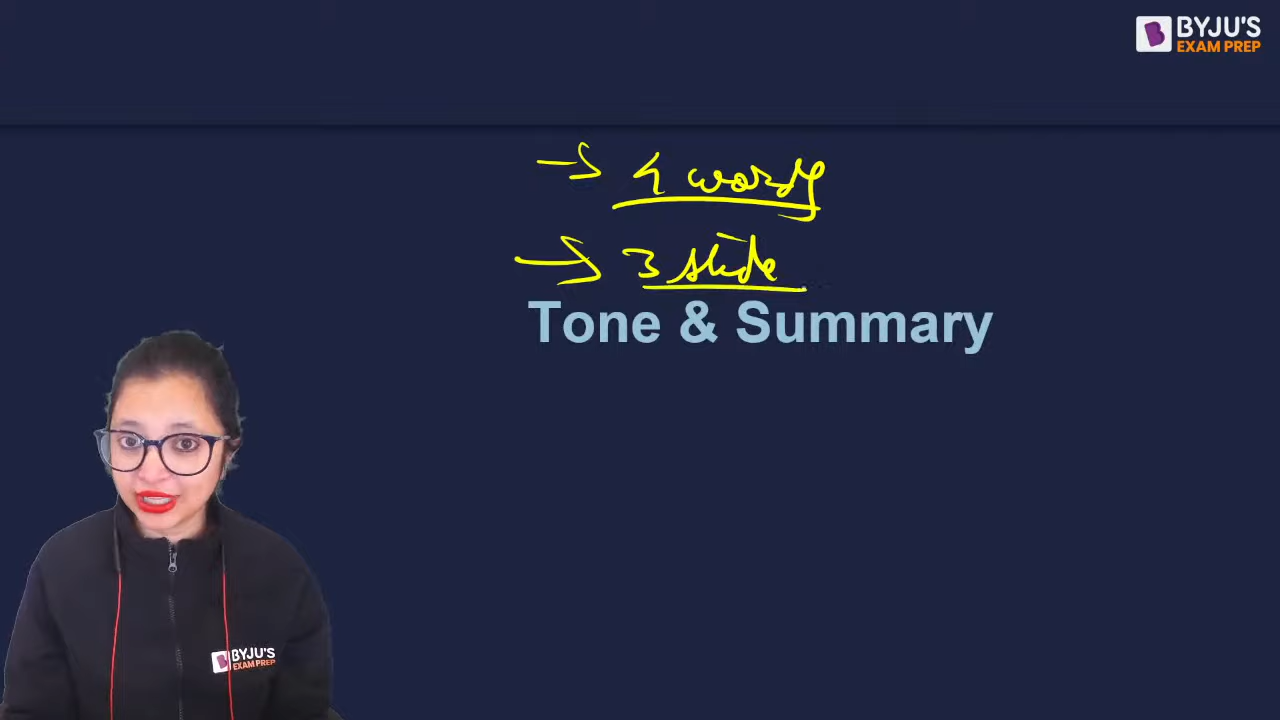 BYJU'S
EXAM PREP
→ 4 words
→ 3 slide
Tone & Summary
BYJU'S
EXAM PREP